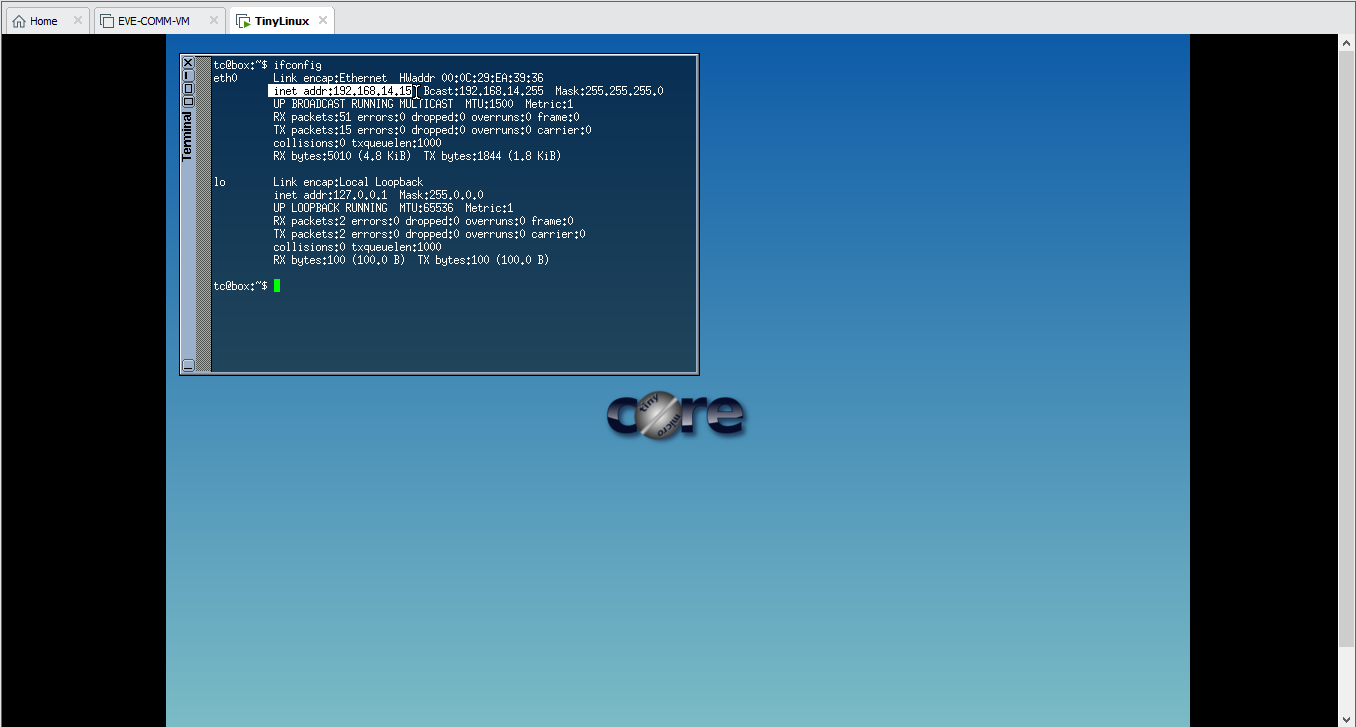 Home
EVE-COMM-VM
TinyLinux
Terminal
tc@box:~$ ifconfig
eth0 Link encap:Ethernet HWaddr 00:0C:29:EA:39:36
inet addr:192.168.14.15 Bcast:192.168.14.255 Mask:255.255.255.0
UP BROADCAST RUNNING MULTICAST MTU:1500 Metric:1
RX packets:51 errors:0 dropped:0 overruns:0 frame:0
TX packets:15 errors:0 dropped:0 overruns:0 carrier:0
collisions:0 txqueuelen:1000
RX bytes:5010 (4.8 KiB) TX bytes:1844 (1.8 KiB)
lo Link encap:Local Loopback
inet addr:127.0.0.1 Mask:255.0.0.0
UP LOOPBACK RUNNING MTU:65536 Metric:1
RX packets:2 errors:0 dropped:0 overruns:0 frame:0
TX packets:2 errors:0 dropped:0 overruns:0 carrier:0
collisions:0 txqueuelen:1000
RX bytes:100 (100.0 B) TX bytes:100 (100.0 B)
tc@box:~$
core
tiny
micro